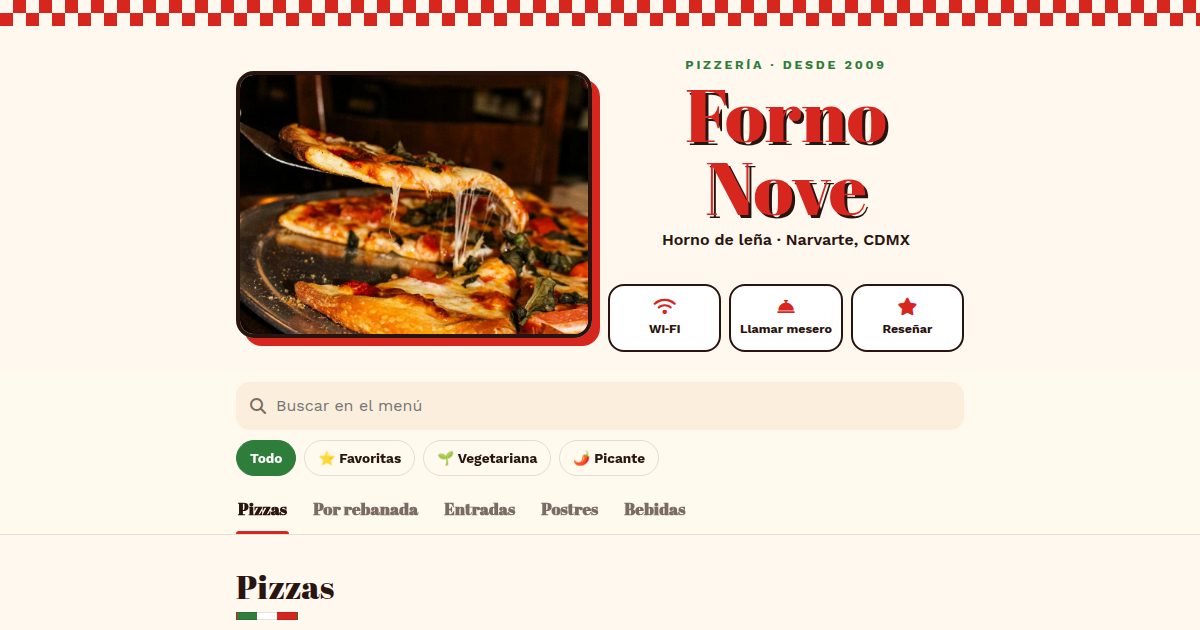 PIZZERÍA · DESDE 2009
Forno
Nove
Horno de leña · Narvarte, CDMX
WI-FI
Llamar mesero
Reseñar
Buscar en el menú
Todo
⭐ Favoritas
🌱 Vegetariana
🌶️ Picante
Pizzas
Por rebanada
Entradas
Postres
Bebidas
Pizzas